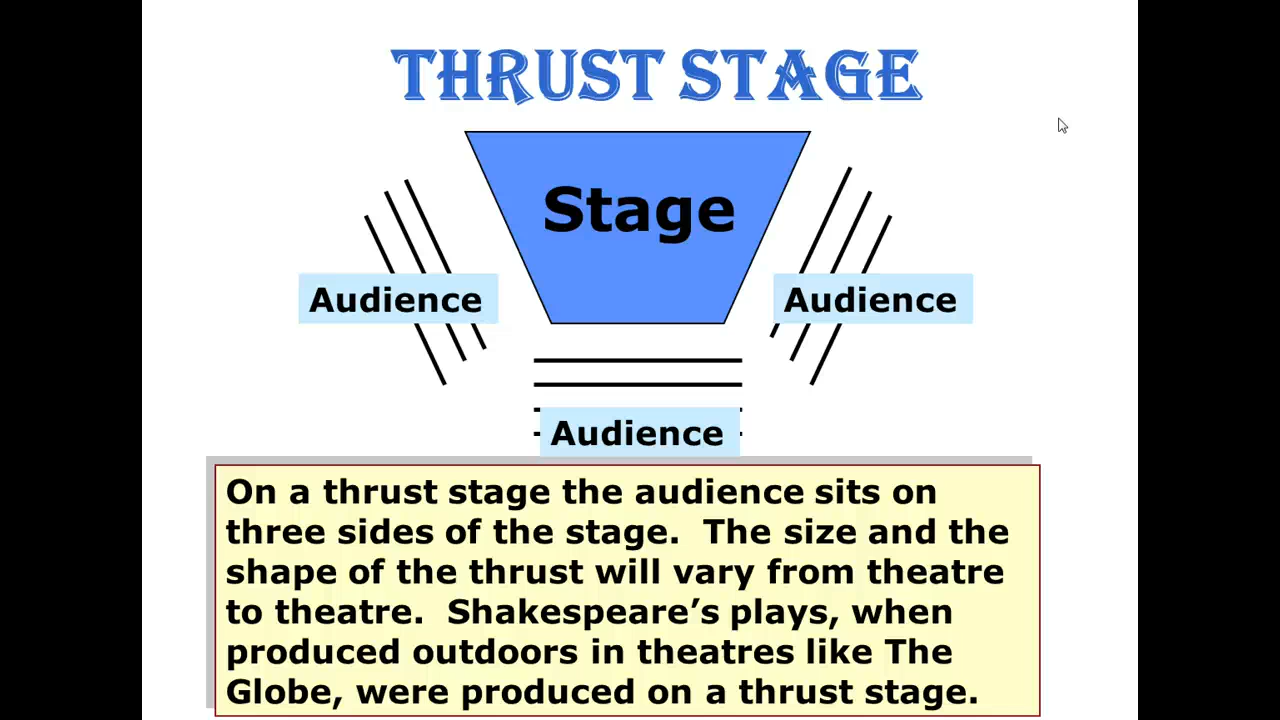 THRUST STAGE
Stage
Audience
Audience
Audience
On a thrust stage the audience sits on
three sides of the stage.  The size and the
shape of the thrust will vary from theatre
to theatre.  Shakespeare’s plays, when
produced outdoors in theatres like The
Globe, were produced on a thrust stage.